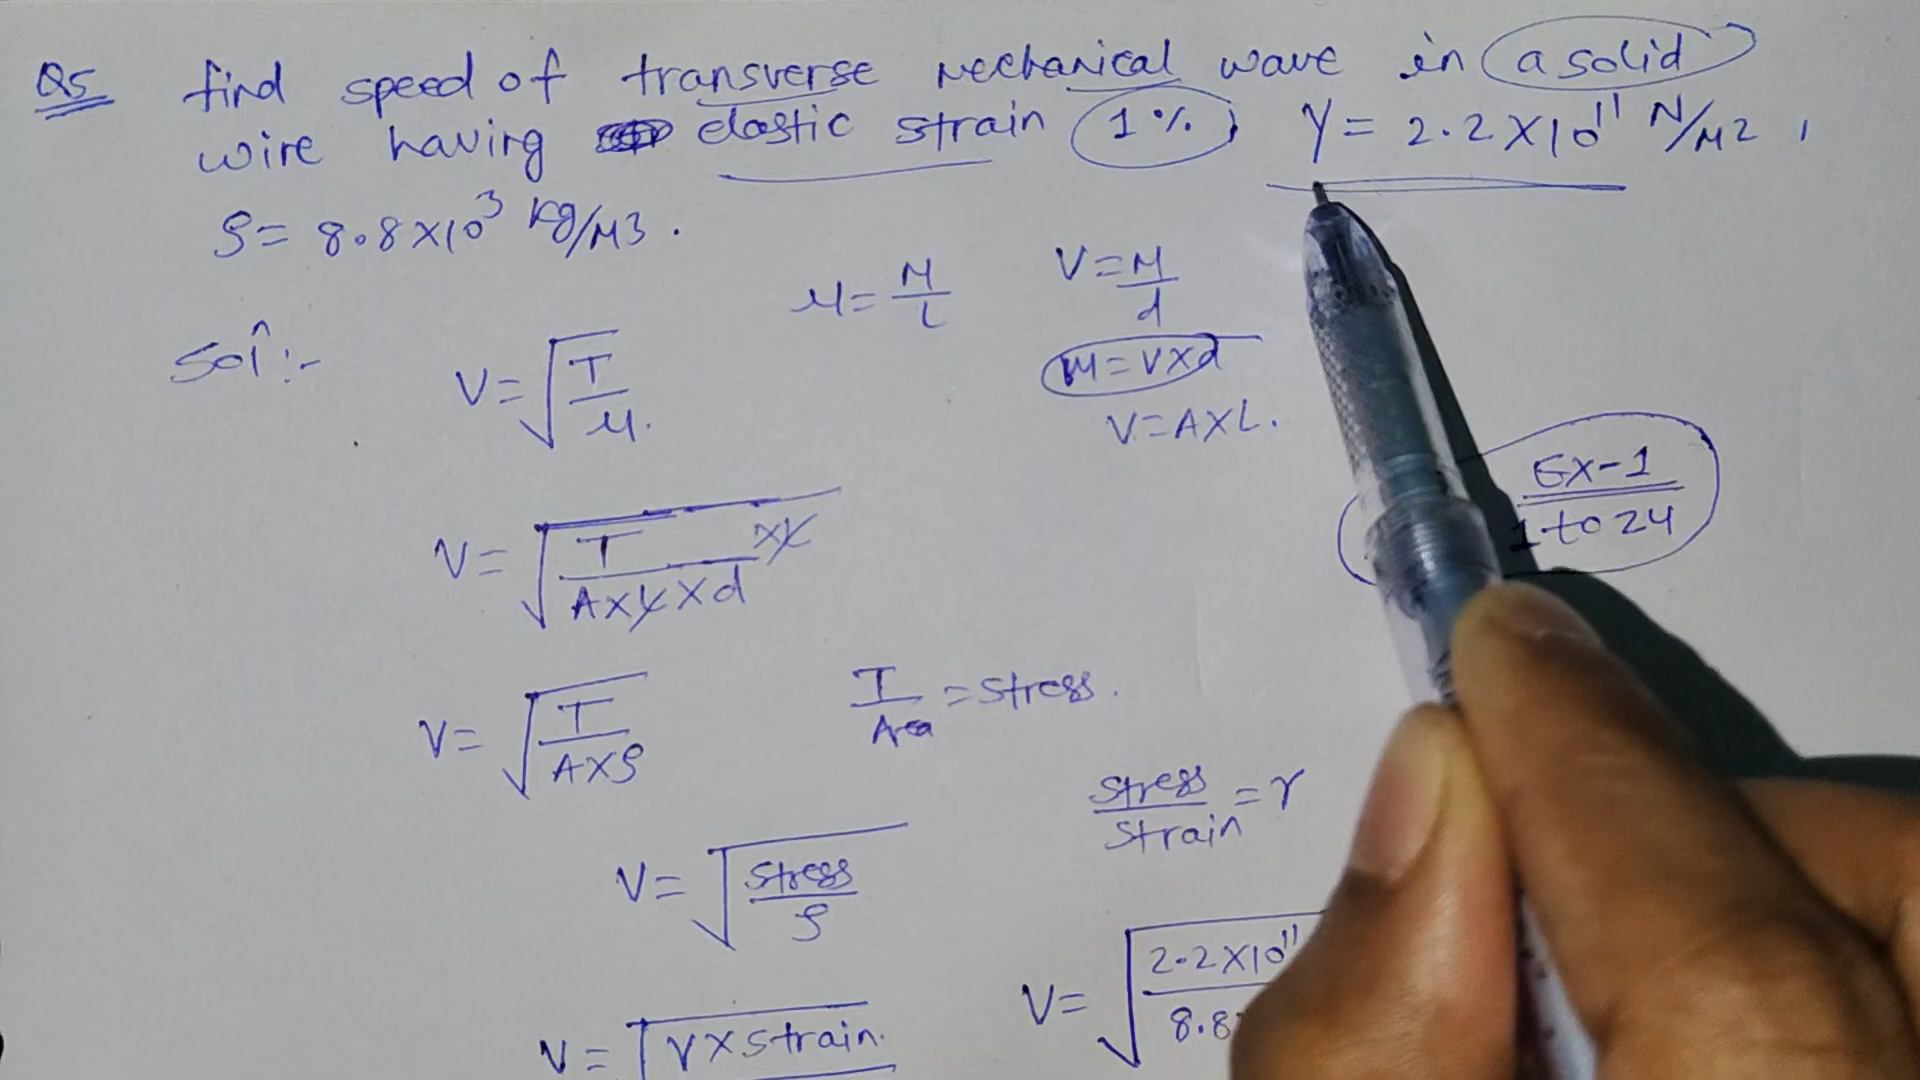 Q5 find speed of transverse mechanical wave in a solid
wire having elastic strain 1% Y = 2.2×10¹¹ N/M2 ,
ρ = 8.8×10³ kg/M3 .
μ = M/L
V = M/d
Solⁿ :-
V = √(T/μ).
M = V×d
V = A×L .
Ex-1
1 to 24
V = √(T/(A×L×d) ×L)
V = √(T/(A×ρ))
T/Area = stress .
stress/strain = Y
V = √(stress/ρ)
V = √(2.2×10¹¹/8.8
V = √(Y×strain.